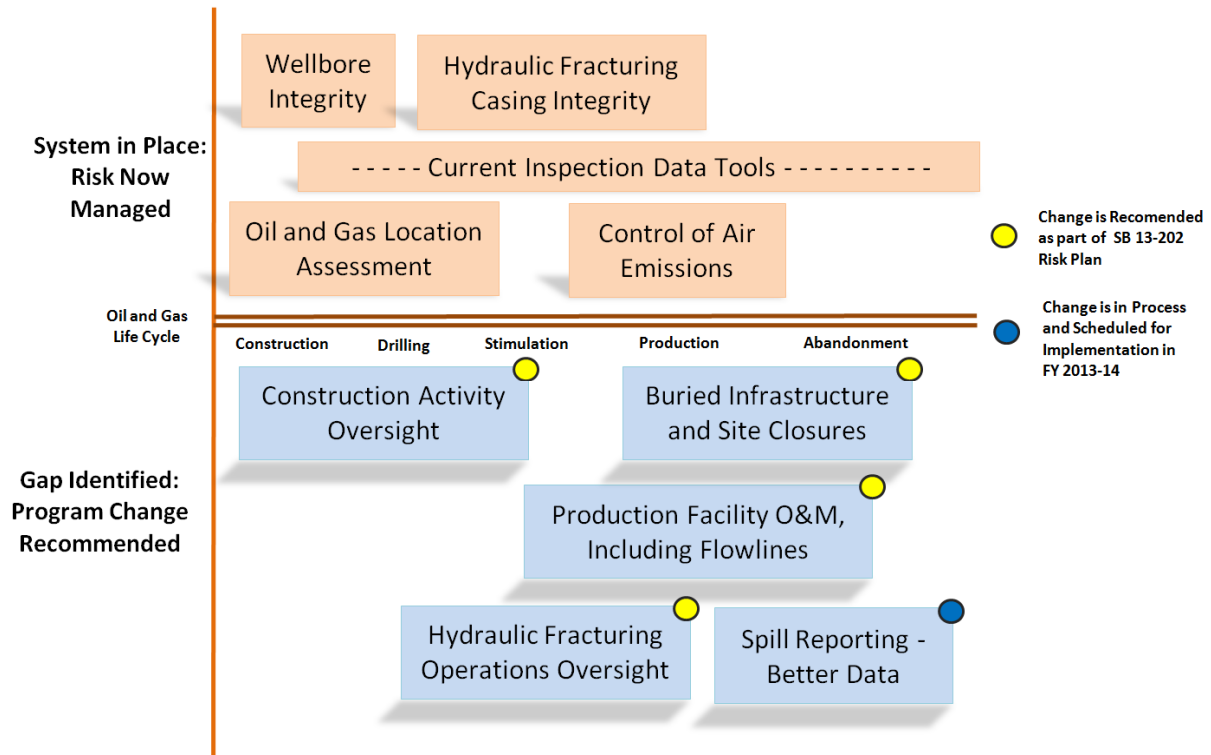 Wellbore
Integrity
Hydraulic Fracturing
Casing Integrity
System in Place:
Risk Now
Managed
- - - - - Current Inspection Data Tools - - - - - - - - - -
Oil and Gas Location
Assessment
Control of Air
Emissions
Change is Recomended
as part of SB 13-202
Risk Plan
Oil and Gas
Life Cycle
Construction
Drilling
Stimulation
Production
Abandonment
Change is in Process
and Scheduled for
Implementation in
FY 2013-14
Construction Activity
Oversight
Buried Infrastructure
and Site Closures
Gap Identified:
Program Change
Recommended
Production Facility O&M,
Including Flowlines
Hydraulic Fracturing
Operations Oversight
Spill Reporting -
Better Data